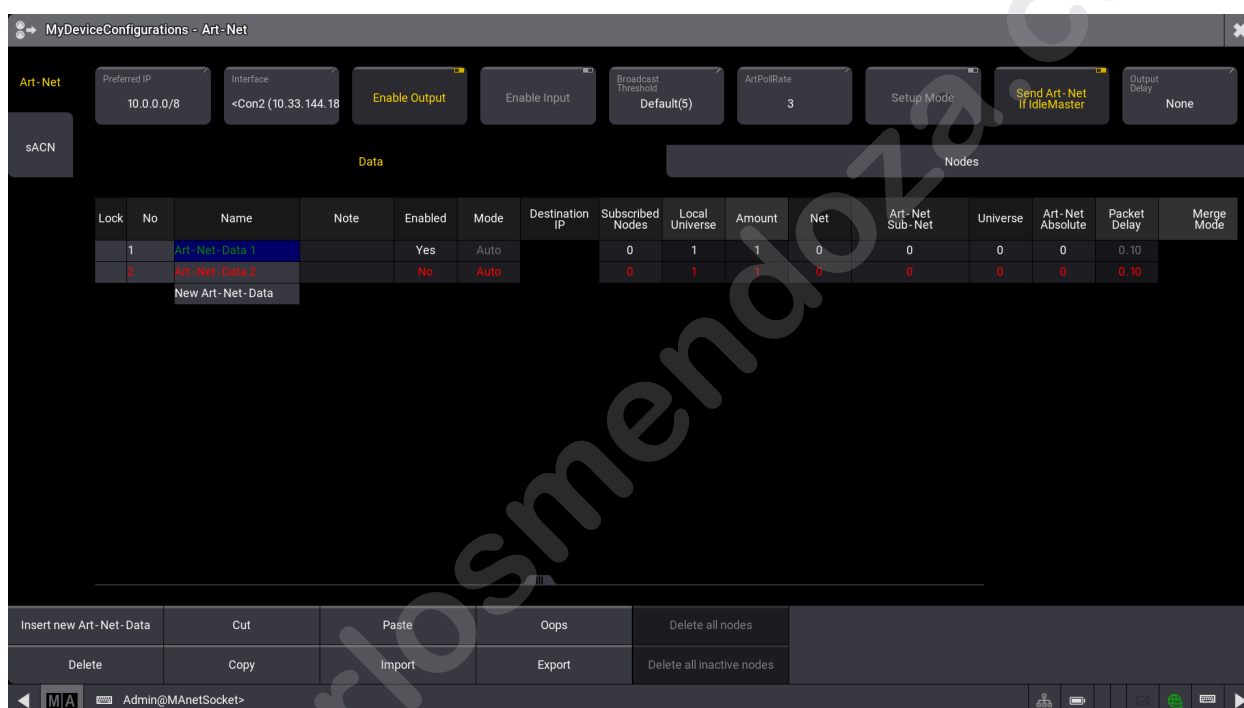 MyDeviceConfigurations - Art-Net
Art-Net
sACN
Preferred IP
10.0.0.0/8
Interface
<Con2 (10.33.144.18
Enable Output
Enable Input
Broadcast
Threshold
Default(5)
ArtPollRate
3
Setup Mode
Send Art-Net
If IdleMaster
Output
Delay
None
Data
Nodes
Lock No Name Note Enabled Mode Destination IP Subscribed Nodes Local Universe Amount Net Art-Net Sub-Net Universe Art-Net Absolute Packet Delay Merge Mode
1 Art-Net-Data 1 Yes Auto 0 1 1 0 0 0 0 0.10
2 Art-Net-Data 2 No Auto 0 1 1 0 0 0 0 0.10
New Art-Net-Data
Insert new Art-Net-Data Cut Paste Oops Delete all nodes
Delete Copy Import Export Delete all inactive nodes
MA Admin@MAnetSocket>
rlosmendoza.c